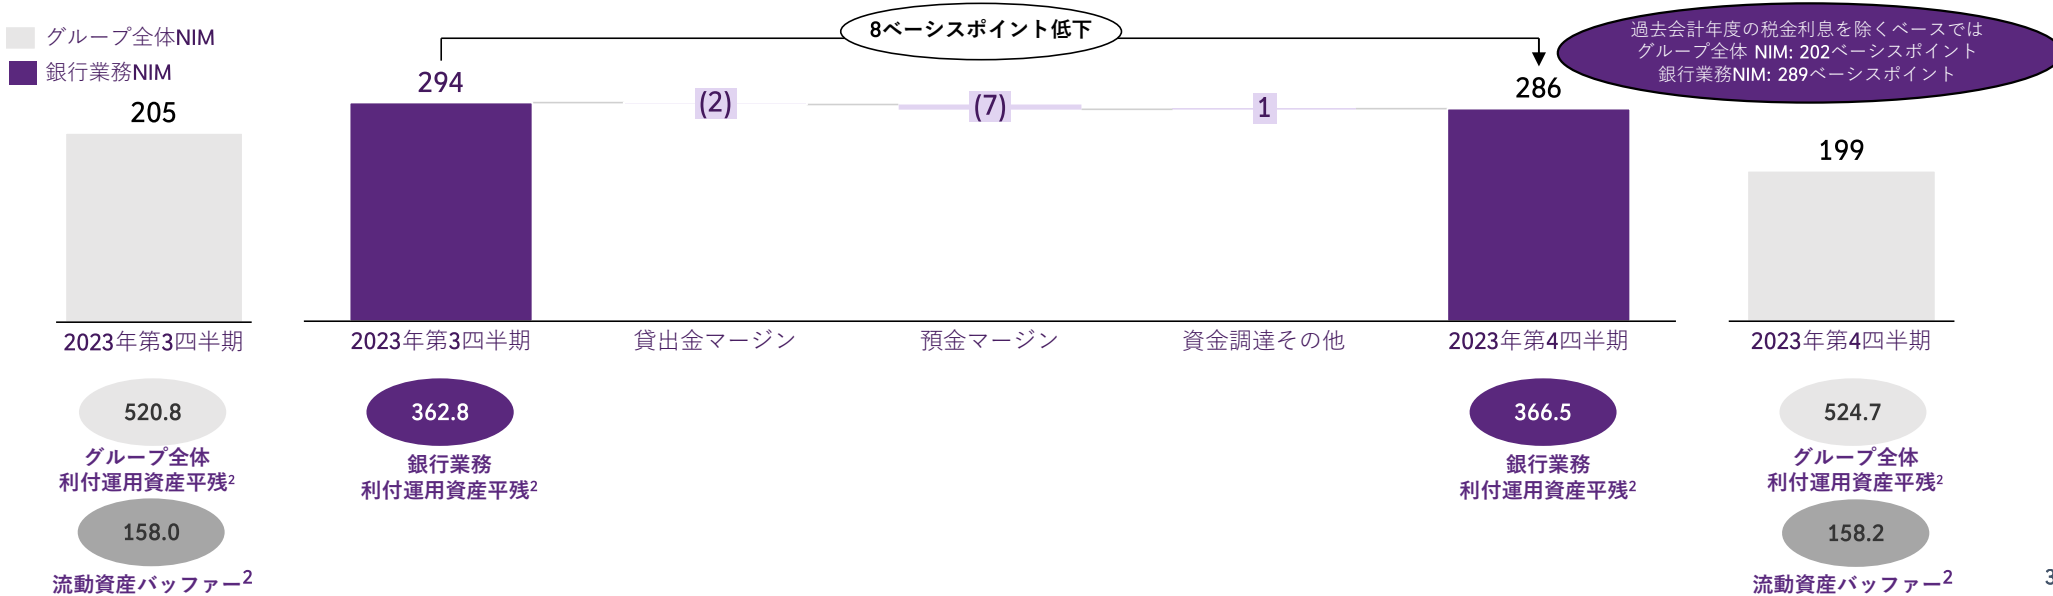 グループ全体NIM
銀行業務NIM
8ベーシスポイント低下
過去会計年度の税金利息を除くベースでは
グループ全体 NIM: 202ベーシスポイント
銀行業務NIM: 289ベーシスポイント
205
294
(2)
(7)
1
286
199
2023年第3四半期
2023年第3四半期
貸出金マージン
預金マージン
資金調達その他
2023年第4四半期
2023年第4四半期
520.8
グループ全体
利付運用資産平残2
362.8
銀行業務
利付運用資産平残2
366.5
銀行業務
利付運用資産平残2
524.7
グループ全体
利付運用資産平残2
158.0
流動資産バッファー2
158.2
流動資産バッファー2
3